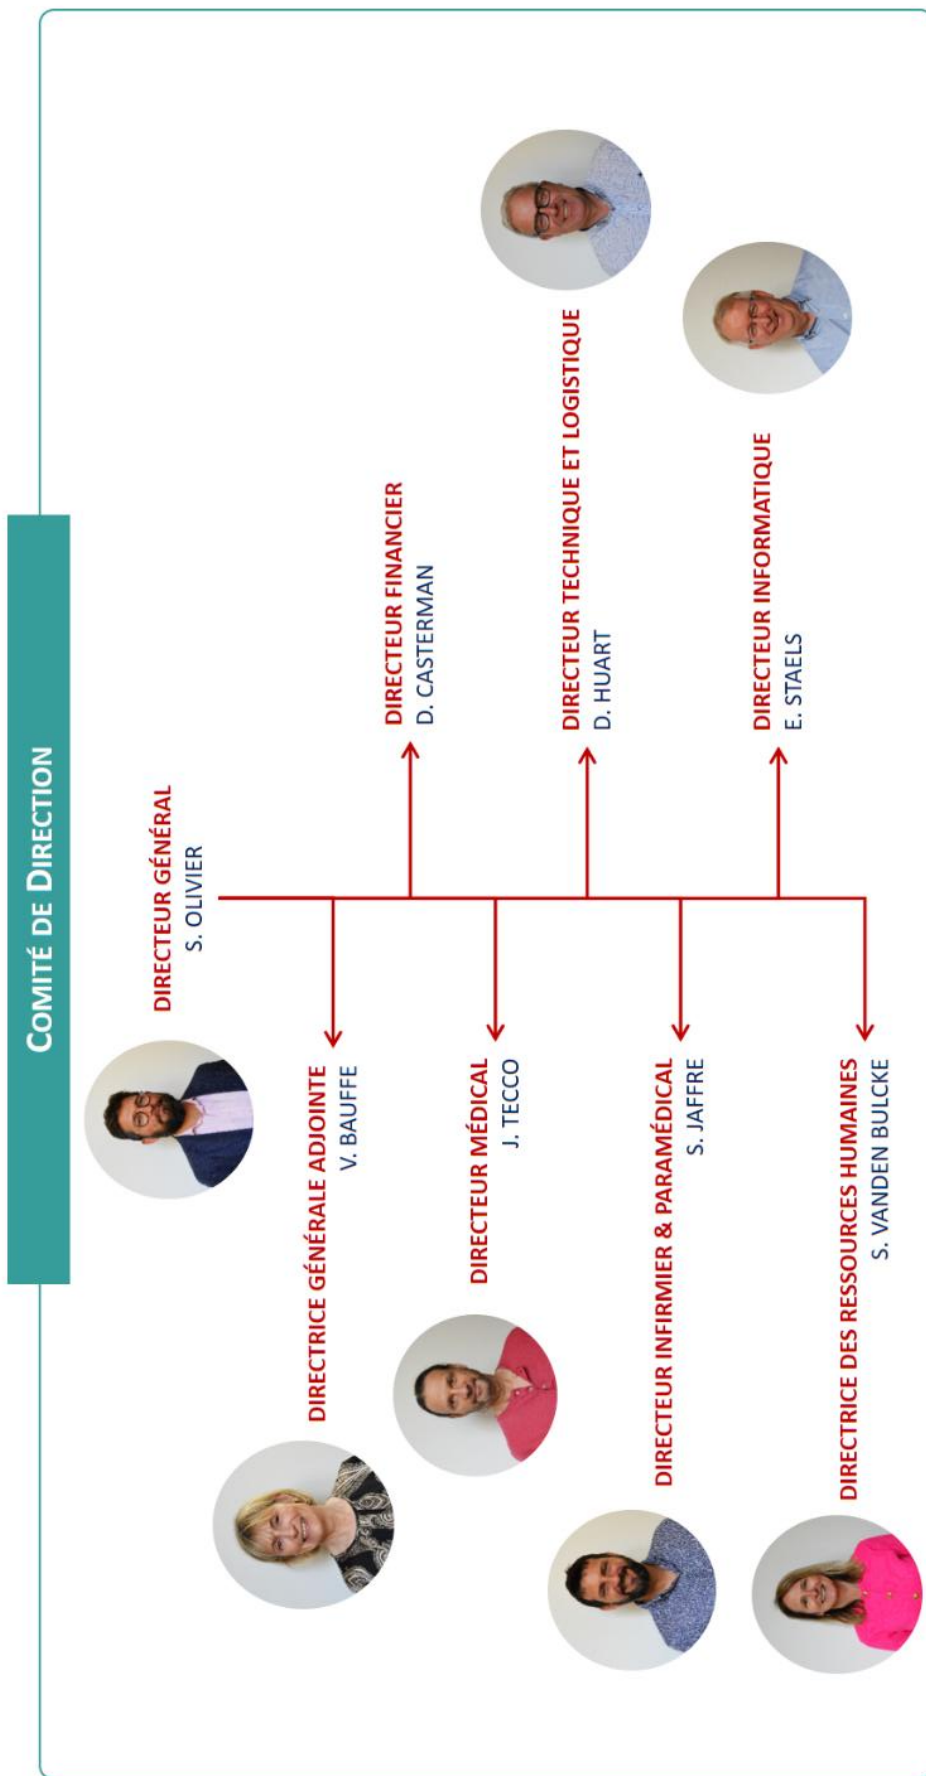 COMITÉ DE DIRECTION
DIRECTEUR GÉNÉRAL
S. OLIVIER
DIRECTRICE GÉNÉRALE ADJOINTE
V. BAUFFE
DIRECTEUR FINANCIER
D. CASTERMAN
DIRECTEUR MÉDICAL
J. TECCO
DIRECTEUR TECHNIQUE ET LOGISTIQUE
D. HUART
DIRECTEUR INFIRMIER & PARAMÉDICAL
S. JAFFRE
DIRECTEUR INFORMATIQUE
E. STAELS
DIRECTRICE DES RESSOURCES HUMAINES
S. VANDEN BULCKE